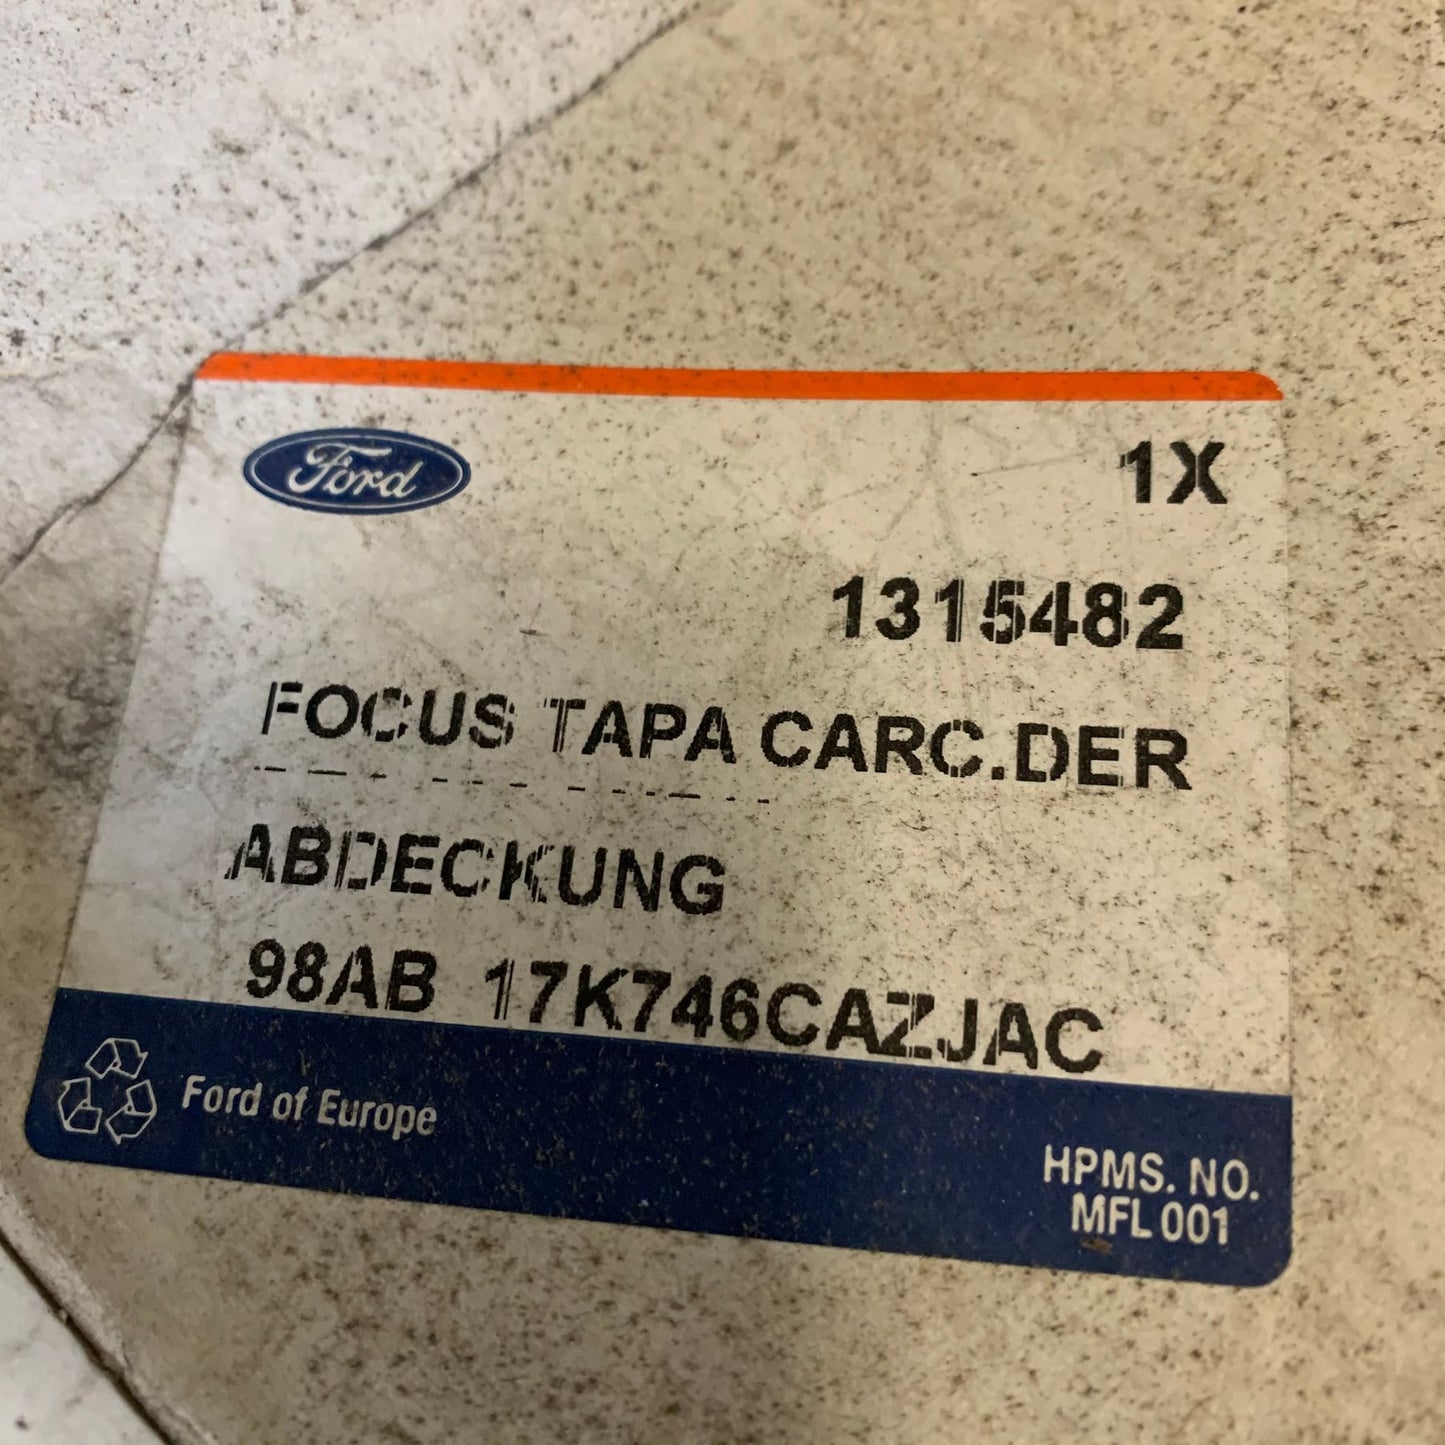 Ford
1X
1315482
FOCUS TAPA CARC.DER
ABDECKUNG
98AB 17K746CAZJAC
Ford of Europe
HPMS. NO.
MFL 001